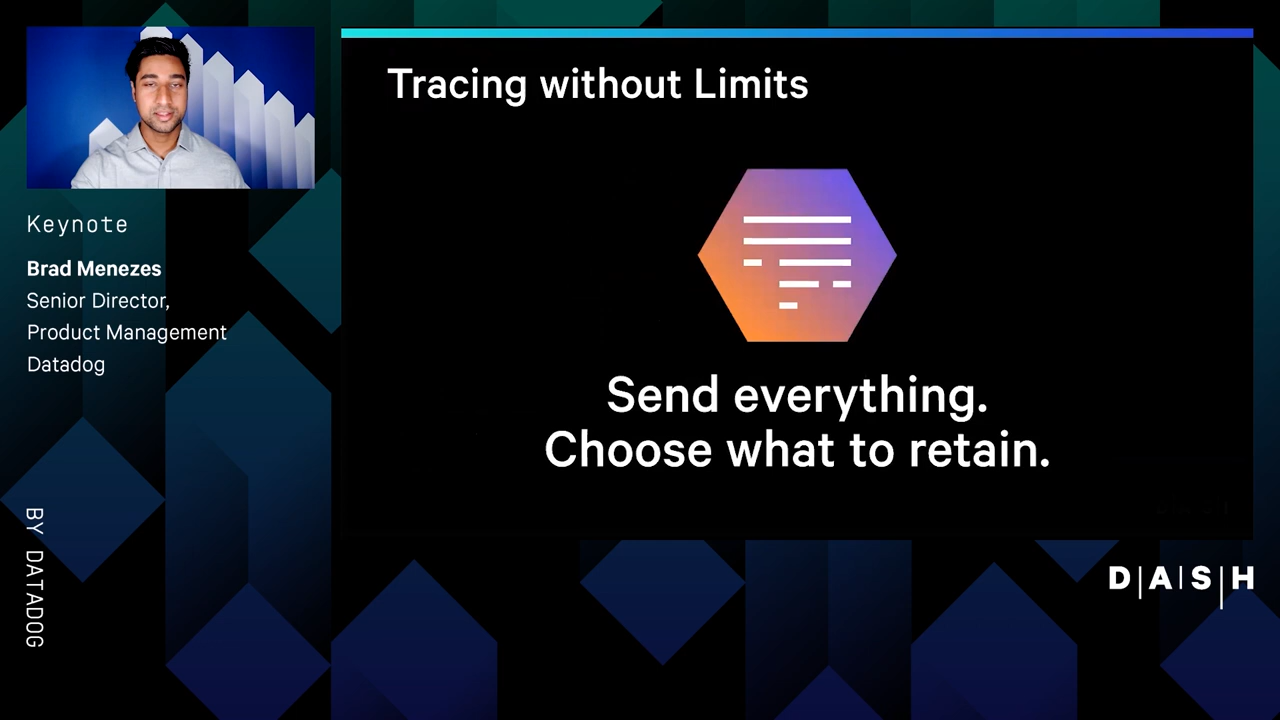 Tracing without Limits
Keynote
Brad Menezes
Senior Director,
Product Management
Datadog
Send everything.
Choose what to retain.
BY DATADOG
D|A|S|H